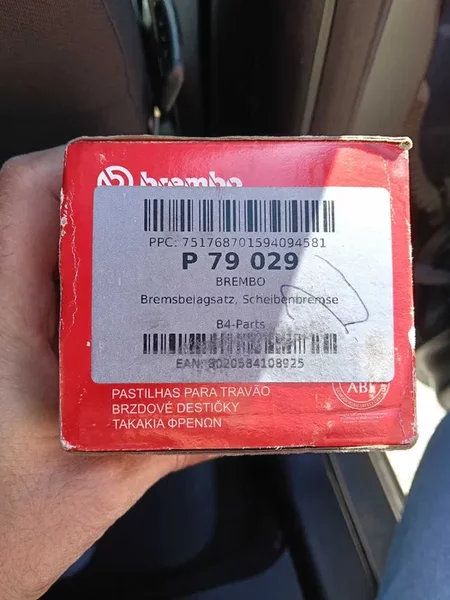 brembo
PPC: 751768701594094581
P 79 029
BREMBO
Bremsbelagsatz, Scheibenbremse
B4-Parts
EAN: 8020584108925
PASTILHAS PARA TRAVÃO
BRZDOVÉ DESTIČKY
ΤΑΚΑΚΙΑ ΦΡΕΝΩΝ